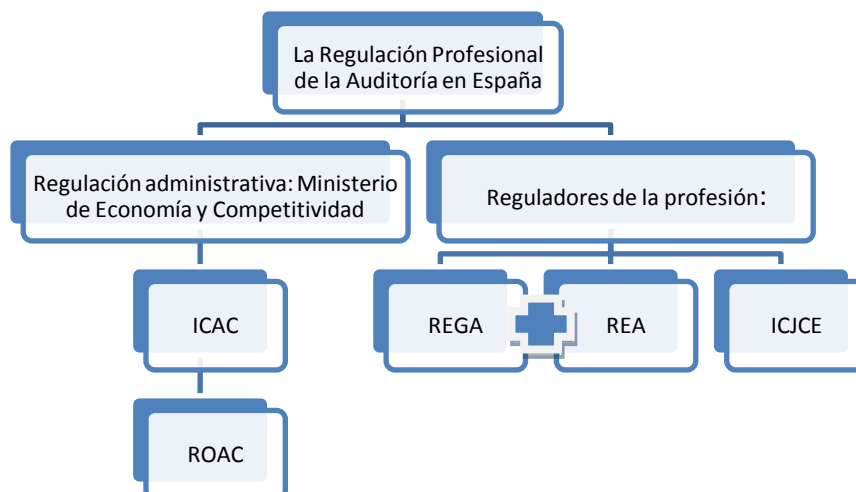 La Regulación Profesional
de la Auditoría en España
Regulación administrativa: Ministerio
de Economía y Competitividad
Reguladores de la profesión:
ICAC
REGA
REA
ICJCE
ROAC